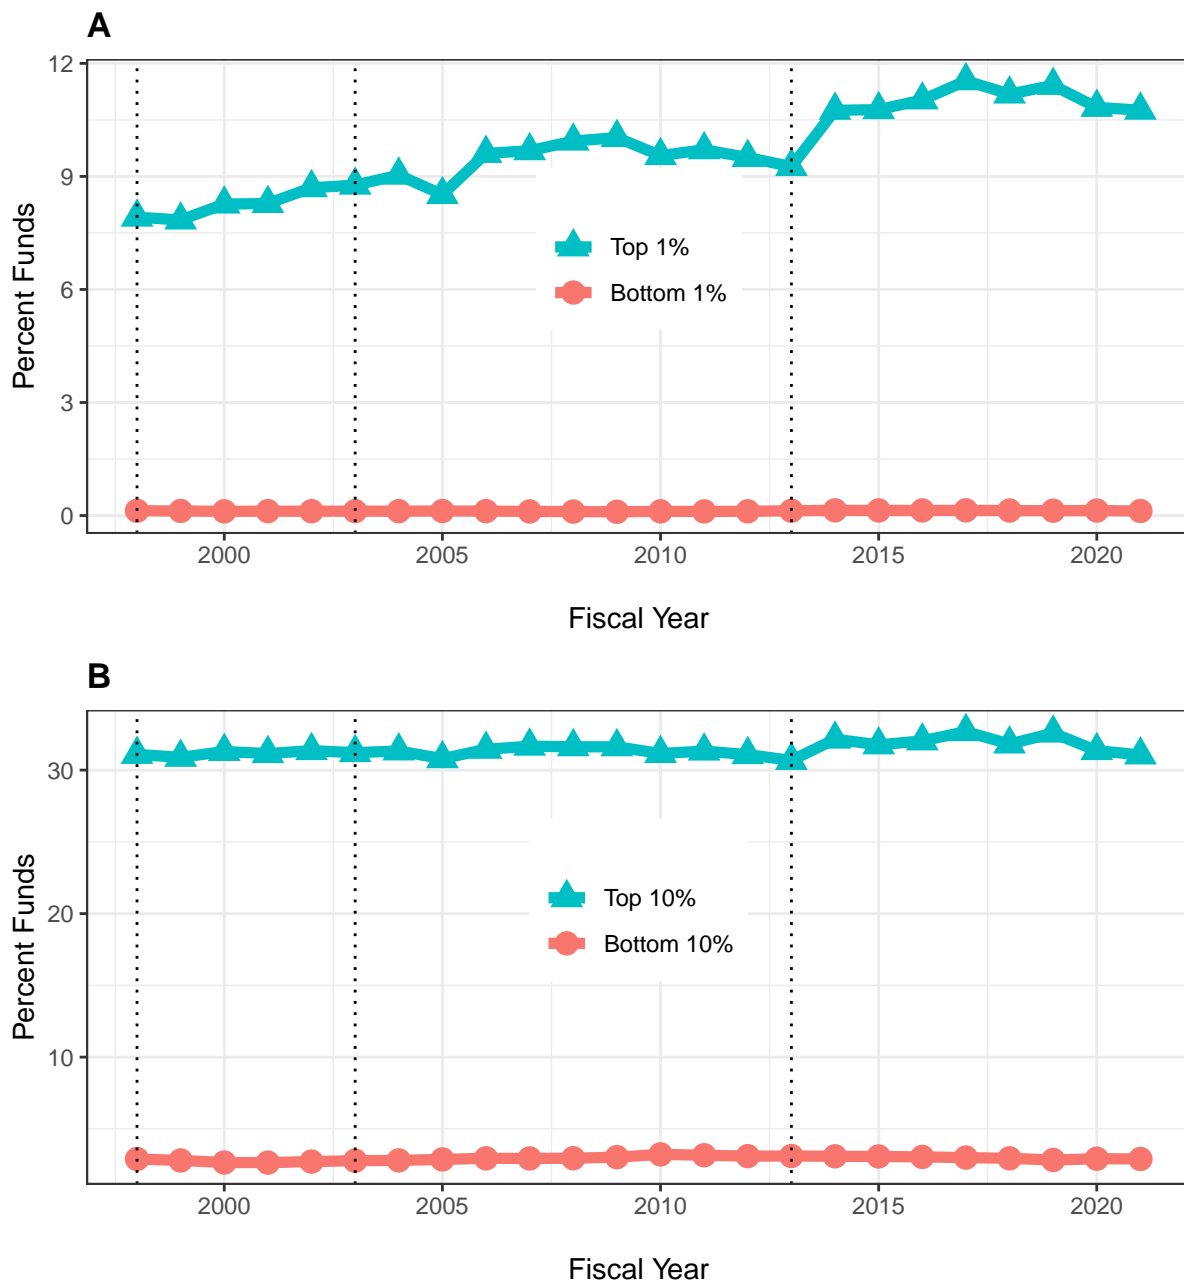 A
Percent Funds
12
9
6
3
0
Top 1%
Bottom 1%
2000 2005 2010 2015 2020
Fiscal Year
B
Percent Funds
30
20
10
Top 10%
Bottom 10%
2000 2005 2010 2015 2020
Fiscal Year